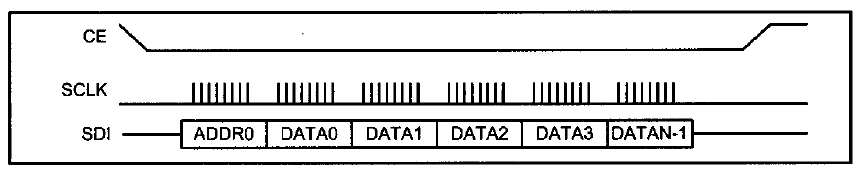 CE
SCLK
SDI ADDR0 DATA0 DATA1 DATA2 DATA3 DATAN-1